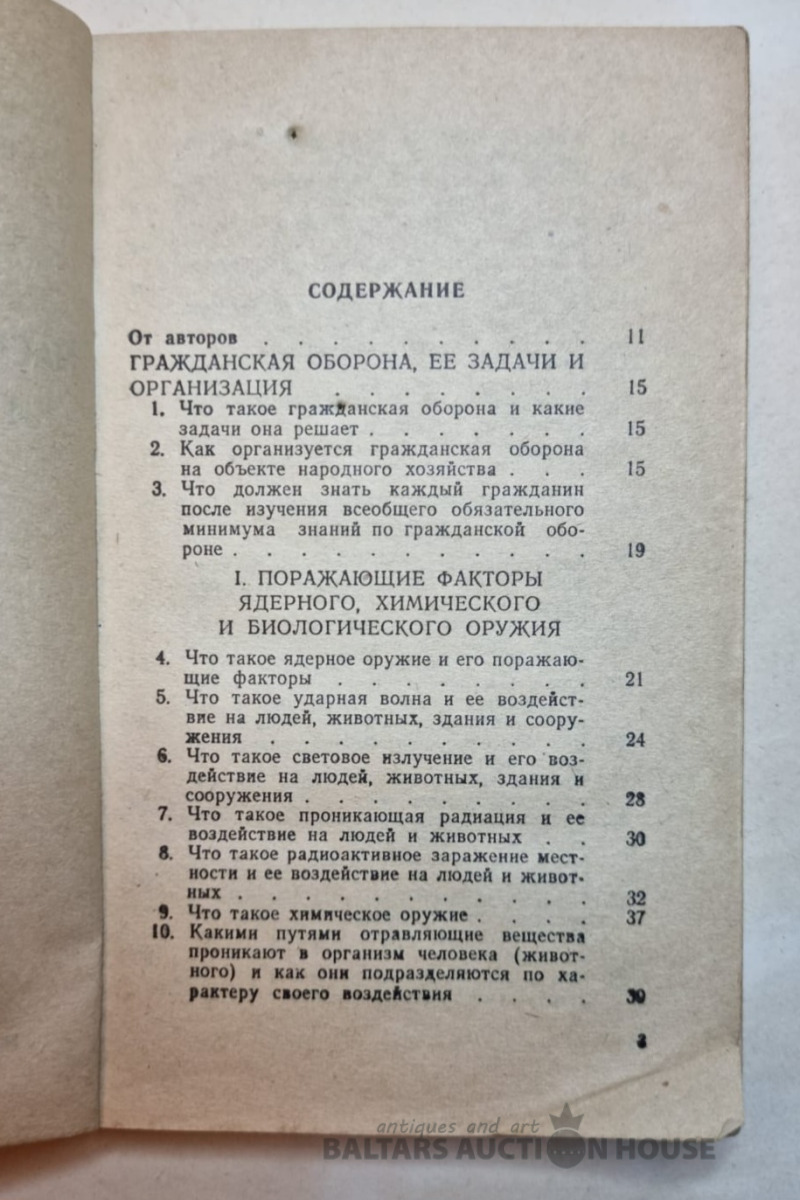 СОДЕРЖАНИЕ
От авторов . . . . . . . . . . 11
ГРАЖДАНСКАЯ ОБОРОНА, ЕЕ ЗАДАЧИ И
ОРГАНИЗАЦИЯ . . . . . . . . 15
1. Что такое гражданская оборона и какие
задачи она решает . . . . . . . 15
2. Как организуется гражданская оборона
на объекте народного хозяйства . . . 15
3. Что должен знать каждый гражданин
после изучения всеобщего обязательного
минимума знаний по гражданской обо-
роне . . . . . . . . . . . 19
I. ПОРАЖАЮЩИЕ ФАКТОРЫ
ЯДЕРНОГО, ХИМИЧЕСКОГО
И БИОЛОГИЧЕСКОГО ОРУЖИЯ
4. Что такое ядерное оружие и его поражаю-
щие факторы . . . . . . . . 21
5. Что такое ударная волна и ее воздейст-
вие на людей, животных, здания и соору-
жения . . . . . . . . . . 24
6. Что такое световое излучение и его воз-
действие на людей, животных, здания и
сооружения . . . . . . . . . 28
7. Что такое проникающая радиация и ее
воздействие на людей и животных . . 30
8. Что такое радиоактивное заражение мест-
ности и ее воздействие на людей и живот-
ных . . . . . . . . . . . 32
9. Что такое химическое оружие . . . . 37
10. Какими путями отравляющие вещества
проникают в организм человека (живот-
ного) и как они подразделяются по ха-
рактеру своего воздействия . . . .
3
antiques and art
BALTARS AUCTION HOUSE